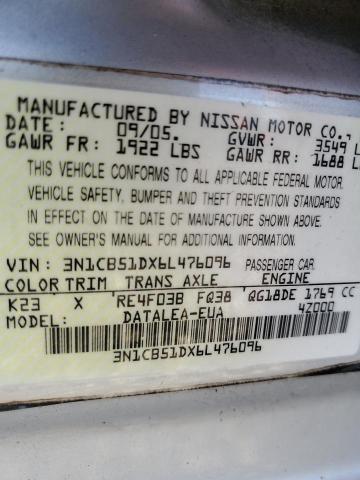 MANUFACTURED BY NISSAN MOTOR CO.,
DATE: 09/05. GVWR: 3549
GAWR FR: 1922 LBS GAWR RR: 1688
THIS VEHICLE CONFORMS TO ALL APPLICABLE FEDERAL MOTOR
VEHICLE SAFETY, BUMPER AND THEFT PREVENTION STANDARDS
IN EFFECT ON THE DATE OF MANUFACTURE SHOWN ABOVE.
SEE OWNER'S MANUAL FOR ADDITIONAL INFORMATION.
VIN: 3N1CB51DX6L476096 PASSENGER CAR
COLOR TRIM TRANS AXLE ENGINE
K23 X RE4F03B FQ38 QG18DE 1769 CC
MODEL: DATALEA-EUA 4Z000
3N1CB51DX6L476096